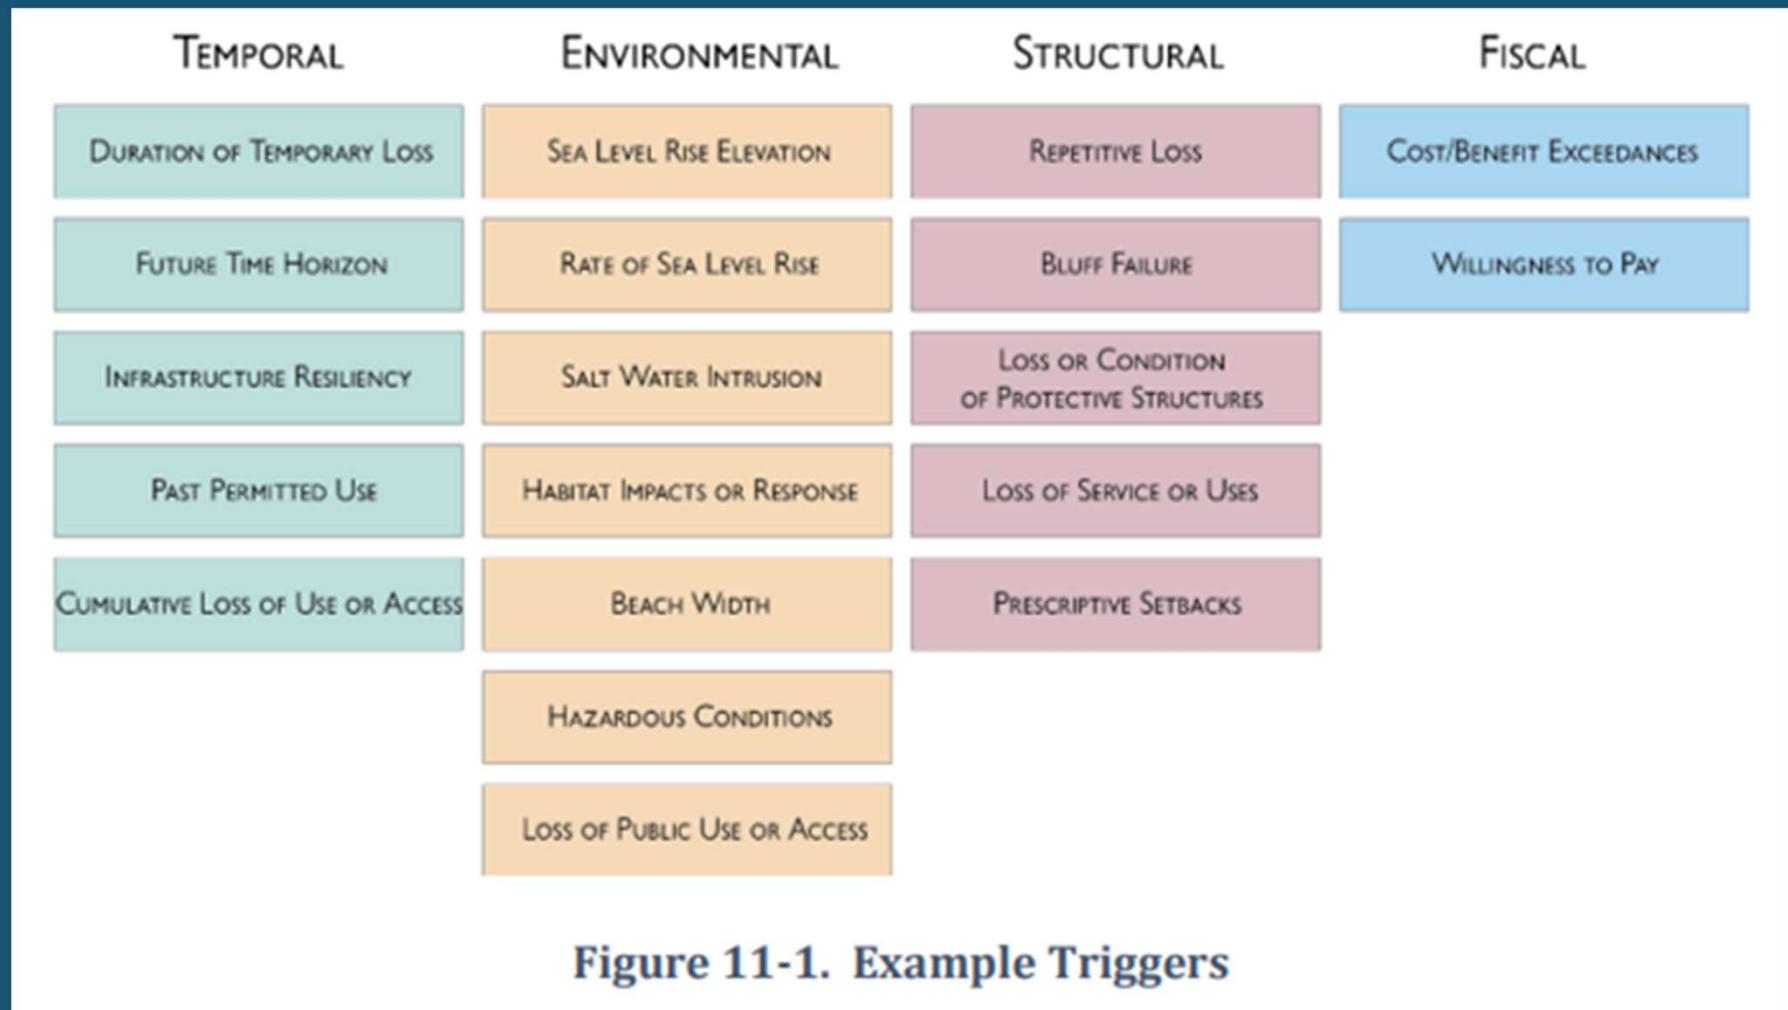 TEMPORAL
ENVIRONMENTAL
STRUCTURAL
FISCAL
DURATION OF TEMPORARY LOSS
SEA LEVEL RISE ELEVATION
REPETITIVE LOSS
COST/BENEFIT EXCEEDANCES
FUTURE TIME HORIZON
RATE OF SEA LEVEL RISE
BLUFF FAILURE
WILLINGNESS TO PAY
INFRASTRUCTURE RESILIENCY
SALT WATER INTRUSION
LOSS OR CONDITION
OF PROTECTIVE STRUCTURES
PAST PERMITTED USE
HABITAT IMPACTS OR RESPONSE
LOSS OF SERVICE OR USES
CUMULATIVE LOSS OF USE OR ACCESS
BEACH WIDTH
PRESCRIPTIVE SETBACKS
HAZARDOUS CONDITIONS
LOSS OF PUBLIC USE OR ACCESS
Figure 11-1. Example Triggers